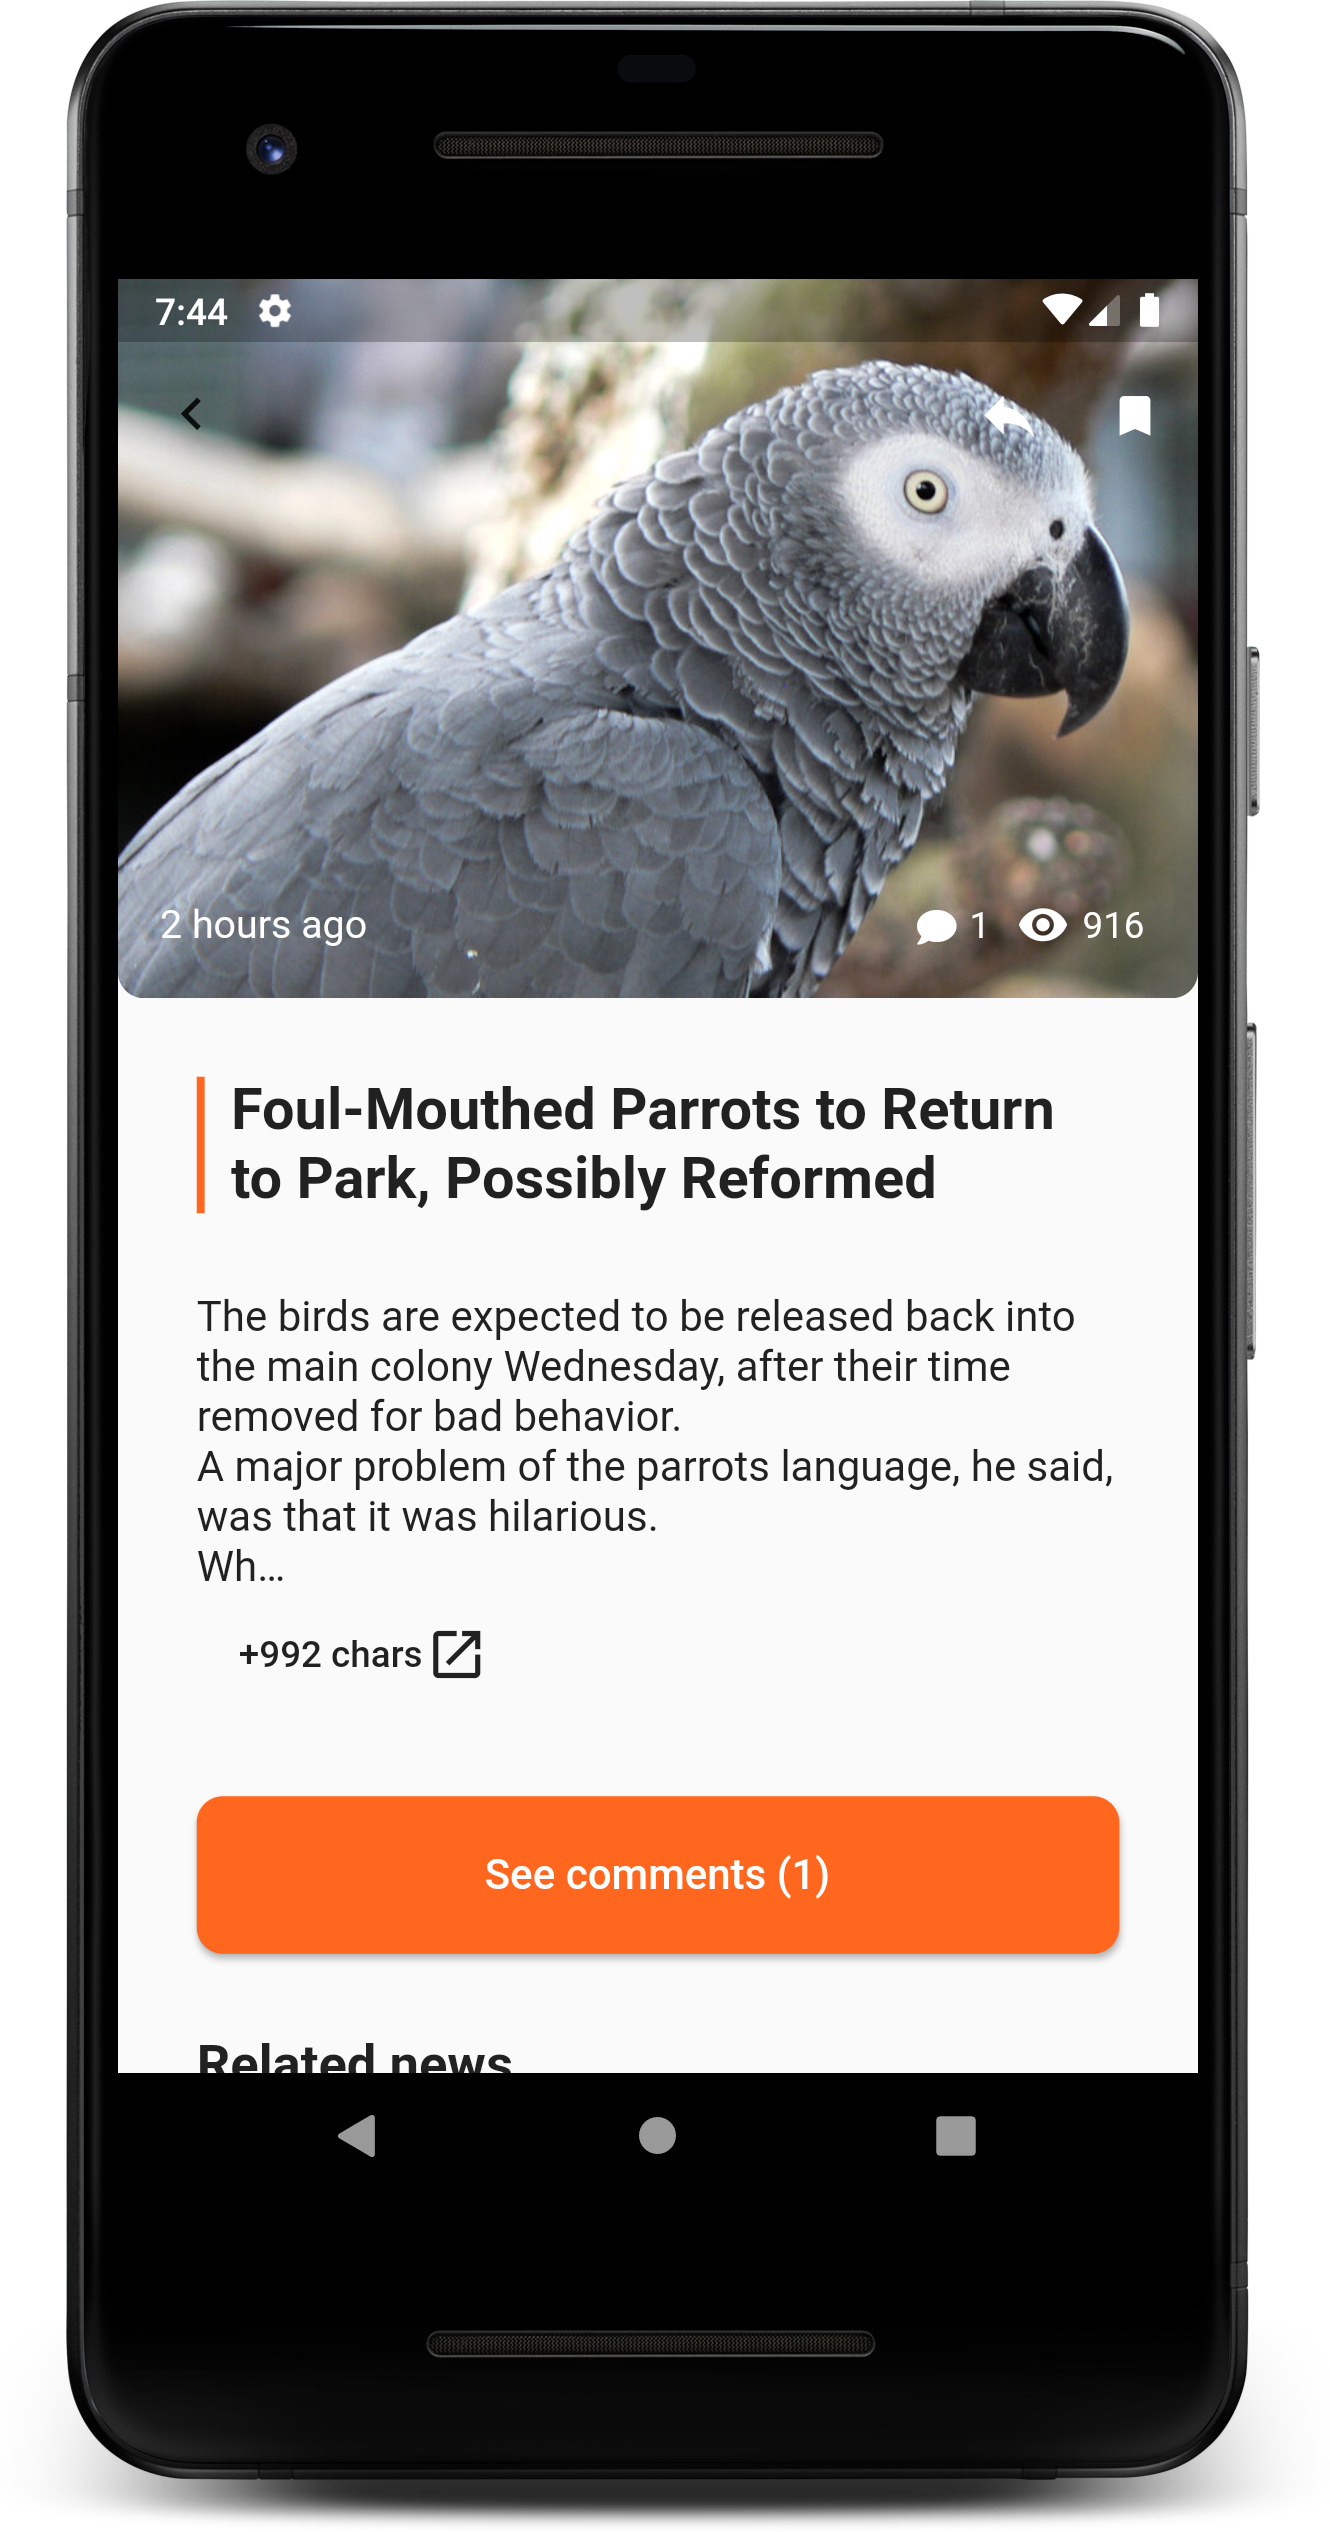 7:44
2 hours ago
1 916
Foul-Mouthed Parrots to Return
to Park, Possibly Reformed
The birds are expected to be released back into
the main colony Wednesday, after their time
removed for bad behavior.
A major problem of the parrots language, he said,
was that it was hilarious.
Wh…
+992 chars
See comments (1)
Related news